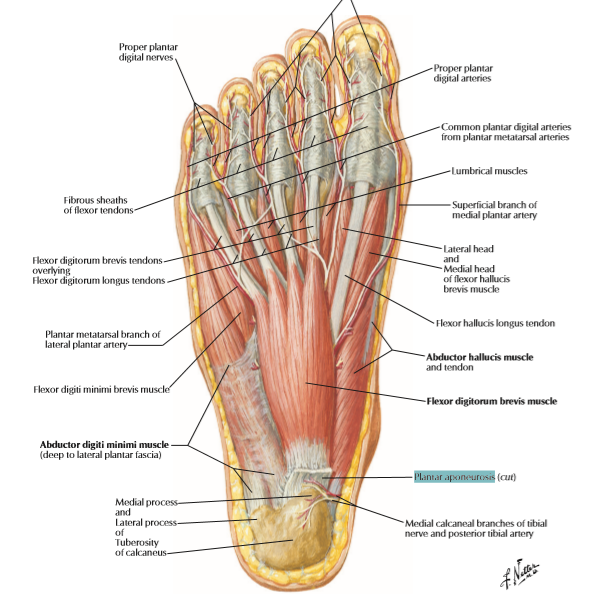 Proper plantar
digital nerves
Proper plantar
digital arteries
Common plantar digital arteries
from plantar metatarsal arteries
Lumbrical muscles
Fibrous sheaths
of flexor tendons
Superficial branch of
medial plantar artery
Flexor digitorum brevis tendons
overlying
Flexor digitorum longus tendons
Lateral head
and
Medial head
of flexor hallucis
brevis muscle
Flexor hallucis longus tendon
Plantar metatarsal branch of
lateral plantar artery
Abductor hallucis muscle
and tendon
Flexor digiti minimi brevis muscle
Flexor digitorum brevis muscle
Abductor digiti minimi muscle
(deep to lateral plantar fascia)
Plantar aponeurosis (cut)
Medial process
and
Lateral process
of
Tuberosity
of calcaneus
Medial calcaneal branches of tibial
nerve and posterior tibial artery
F. Netter